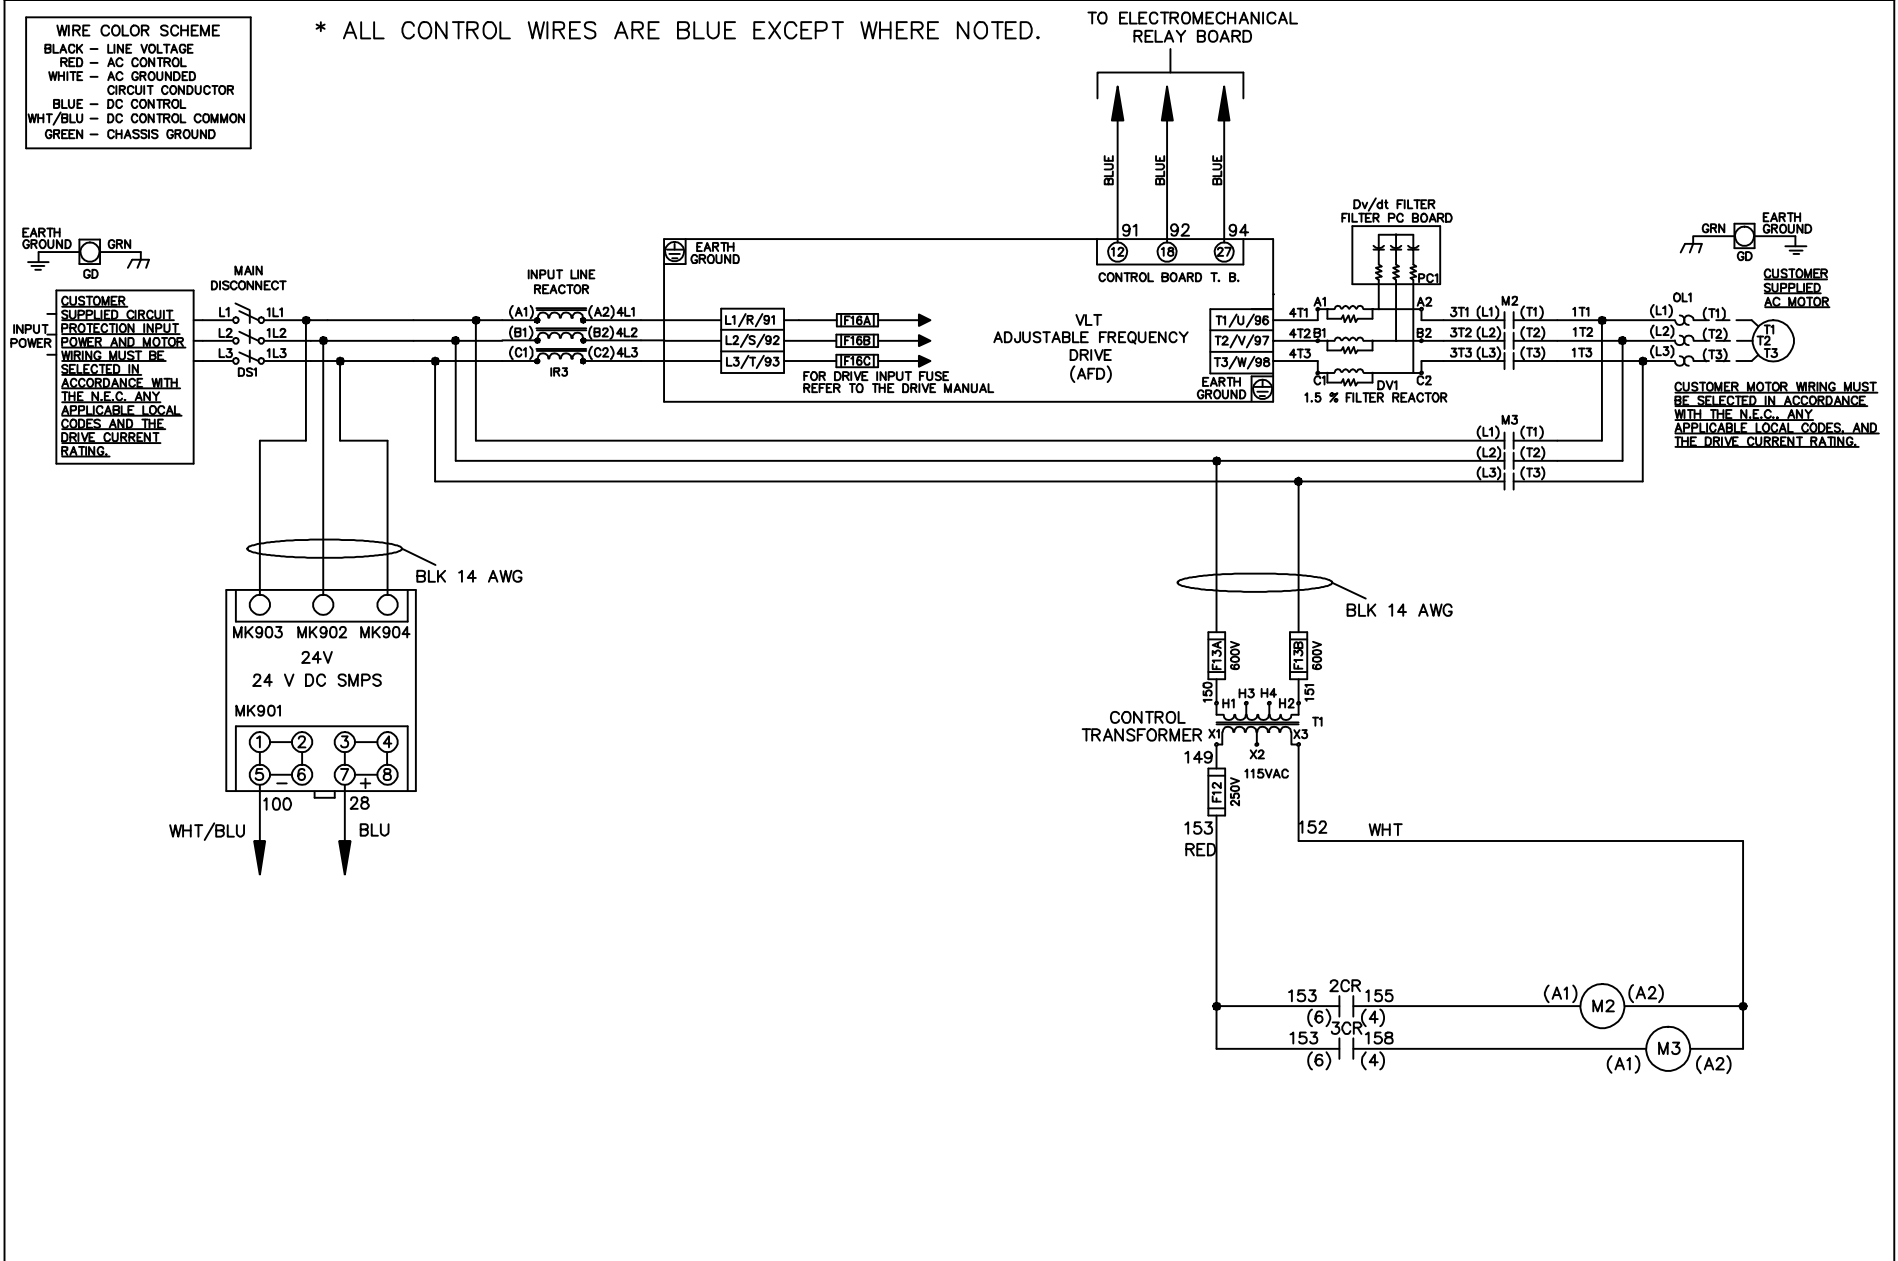 WIRE COLOR SCHEME
BLACK – LINE VOLTAGE
RED – AC CONTROL
WHITE – AC GROUNDED
CIRCUIT CONDUCTOR
BLUE – DC CONTROL
WHT/BLU – DC CONTROL COMMON
GREEN – CHASSIS GROUND
* ALL CONTROL WIRES ARE BLUE EXCEPT WHERE NOTED.
TO ELECTROMECHANICAL
RELAY BOARD
BLUE
BLUE
BLUE
91 92 94
12 18 27
CONTROL BOARD T. B.
EARTH
GROUND
GRN
GD
INPUT
POWER
CUSTOMER
SUPPLIED CIRCUIT
PROTECTION INPUT
POWER AND MOTOR
WIRING MUST BE
SELECTED IN
ACCORDANCE WITH
THE N.E.C. ANY
APPLICABLE LOCAL
CODES AND THE
DRIVE CURRENT
RATING.
MAIN
DISCONNECT
L1 1L1
L2 1L2
L3 1L3
DS1
INPUT LINE
REACTOR
(A1) (A2) 4L1
(B1) (B2) 4L2
(C1) (C2) 4L3
IR3
EARTH
GROUND
L1/R/91
L2/S/92
L3/T/93
IF16A
IF16B
IF16C
FOR DRIVE INPUT FUSE
REFER TO THE DRIVE MANUAL
VLT
ADJUSTABLE FREQUENCY
DRIVE
(AFD)
T1/U/96
T2/V/97
T3/W/98
EARTH
GROUND
Dv/dt FILTER
FILTER PC BOARD
PC1
4T1 A1 A2
4T2 B1 B2
4T3
C1 DV1 C2
1.5 % FILTER REACTOR
M2
3T1 (L1) (T1) 1T1
3T2 (L2) (T2) 1T2
3T3 (L3) (T3) 1T3
M3
(L1) (T1)
(L2) (T2)
(L3) (T3)
OL1
(L1) (T1)
(L2) (T2)
(L3) (T3)
T1
T2
T3
GRN
GD
EARTH
GROUND
CUSTOMER
SUPPLIED
AC MOTOR
CUSTOMER MOTOR WIRING MUST
BE SELECTED IN ACCORDANCE
WITH THE N.E.C., ANY
APPLICABLE LOCAL CODES, AND
THE DRIVE CURRENT RATING.
BLK 14 AWG
MK903 MK902 MK904
24V
24 V DC SMPS
MK901
1 2 3 4
5 – 6 7 + 8
100 28
WHT/BLU BLU
BLK 14 AWG
F13A
600V
F13B
600V
150
151
H1 H3 H4 H2
T1
CONTROL
TRANSFORMER
X1 X2 X3
149
115VAC
F12
250V
153
RED
152 WHT
2CR
153 155
(6) (4)
(A1) M2 (A2)
3CR
153 158
(6) (4)
(A1) M3 (A2)